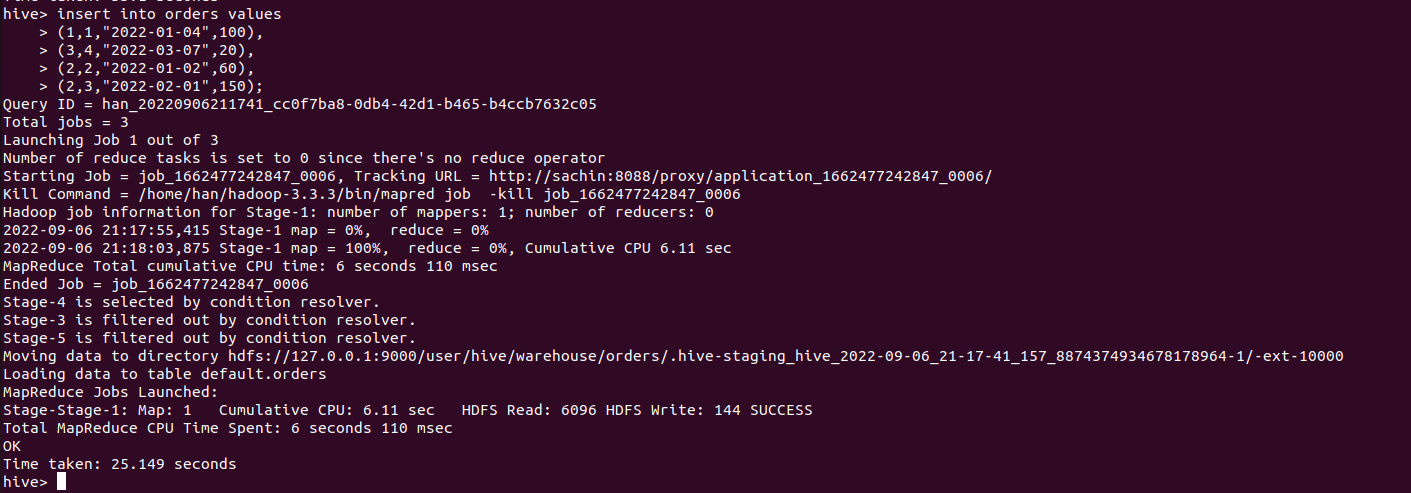 hive> insert into orders values
    > (1,1,"2022-01-04",100),
    > (3,4,"2022-03-07",20),
    > (2,2,"2022-01-02",60),
    > (2,3,"2022-02-01",150);
Query ID = han_20220906211741_cc0f7ba8-0db4-42d1-b465-b4ccb7632c05
Total jobs = 3
Launching Job 1 out of 3
Number of reduce tasks is set to 0 since there's no reduce operator
Starting Job = job_1662477242847_0006, Tracking URL = http://sachin:8088/proxy/application_1662477242847_0006/
Kill Command = /home/han/hadoop-3.3.3/bin/mapred job  -kill job_1662477242847_0006
Hadoop job information for Stage-1: number of mappers: 1; number of reducers: 0
2022-09-06 21:17:55,415 Stage-1 map = 0%,  reduce = 0%
2022-09-06 21:18:03,875 Stage-1 map = 100%,  reduce = 0%, Cumulative CPU 6.11 sec
MapReduce Total cumulative CPU time: 6 seconds 110 msec
Ended Job = job_1662477242847_0006
Stage-4 is selected by condition resolver.
Stage-3 is filtered out by condition resolver.
Stage-5 is filtered out by condition resolver.
Moving data to directory hdfs://127.0.0.1:9000/user/hive/warehouse/orders/.hive-staging_hive_2022-09-06_21-17-41_157_8874374934678178964-1/-ext-10000
Loading data to table default.orders
MapReduce Jobs Launched:
Stage-Stage-1: Map: 1   Cumulative CPU: 6.11 sec   HDFS Read: 6096 HDFS Write: 144 SUCCESS
Total MapReduce CPU Time Spent: 6 seconds 110 msec
OK
Time taken: 25.149 seconds
hive>